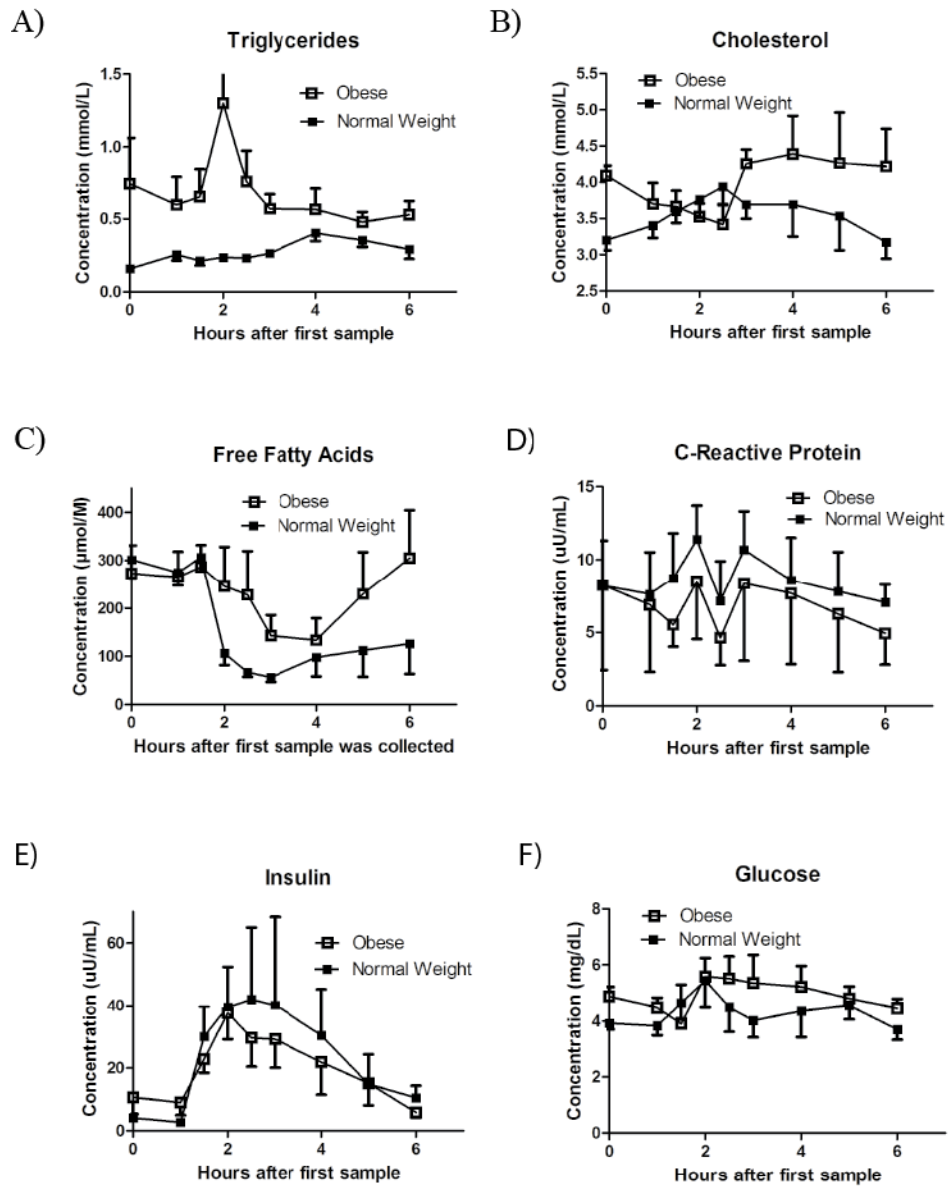 A)
Triglycerides
Concentration (mmol/L)
1.5
1.0
0.5
0.0
Obese
Normal Weight
0 2 4 6
Hours after first sample
B)
Cholesterol
Concentration (mmol/L)
5.5
5.0
4.5
4.0
3.5
3.0
2.5
Obese
Normal Weight
0 2 4 6
Hours after first sample
C)
Free Fatty Acids
Concentration (µmol/M)
400
300
200
100
0
Obese
Normal Weight
0 2 4 6
Hours after first sample was collected
D)
C-Reactive Protein
Concentration (uU/mL)
15
10
5
0
Obese
Normal Weight
0 2 4 6
Hours after first sample
E)
Insulin
Concentration (uU/mL)
60
40
20
0
Obese
Normal Weight
0 2 4 6
Hours after first sample
F)
Glucose
Concentration (mg/dL)
8
6
4
2
0
Obese
Normal Weight
0 2 4 6
Hours after first sample